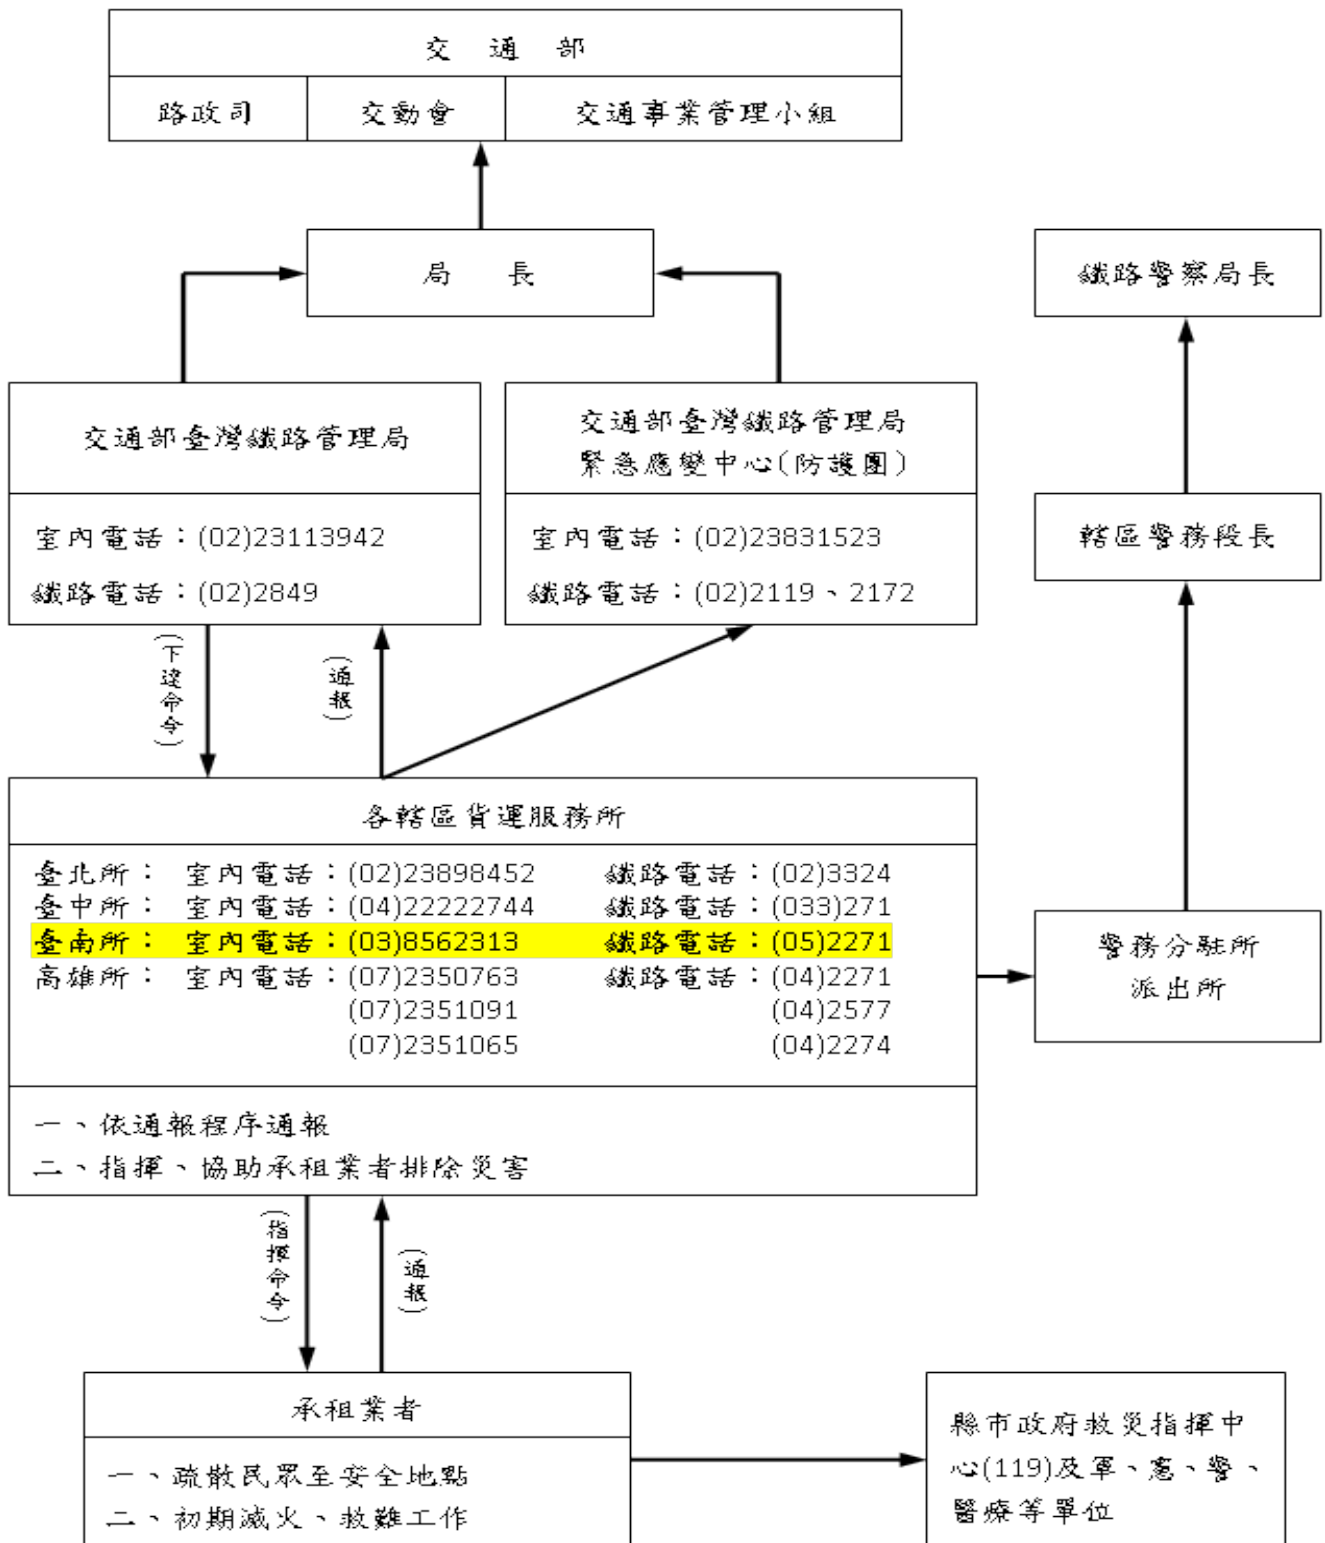 交 通 部
路政司 交動會 交通事業管理小組
局 長
鐵路警察局長
交通部臺灣鐵路管理局
室內電話：(02)23113942
鐵路電話：(02)2849
交通部臺灣鐵路管理局
緊急應變中心(防護團)
室內電話：(02)23831523
鐵路電話：(02)2119、2172
轄區警務段長
(下達命令)
(通報)
各轄區貨運服務所
臺北所： 室內電話：(02)23898452 鐵路電話：(02)3324
臺中所： 室內電話：(04)22222744 鐵路電話：(033)271
臺南所： 室內電話：(03)8562313 鐵路電話：(05)2271
高雄所： 室內電話：(07)2350763 鐵路電話：(04)2271
(07)2351091 (04)2577
(07)2351065 (04)2274
一、依通報程序通報
二、指揮、協助承租業者排除災害
警務分駐所
派出所
(指揮命令)
(通報)
承租業者
一、疏散民眾至安全地點
二、初期滅火、救難工作
縣市政府救災指揮中
心(119)及軍、憲、警、
醫療等單位